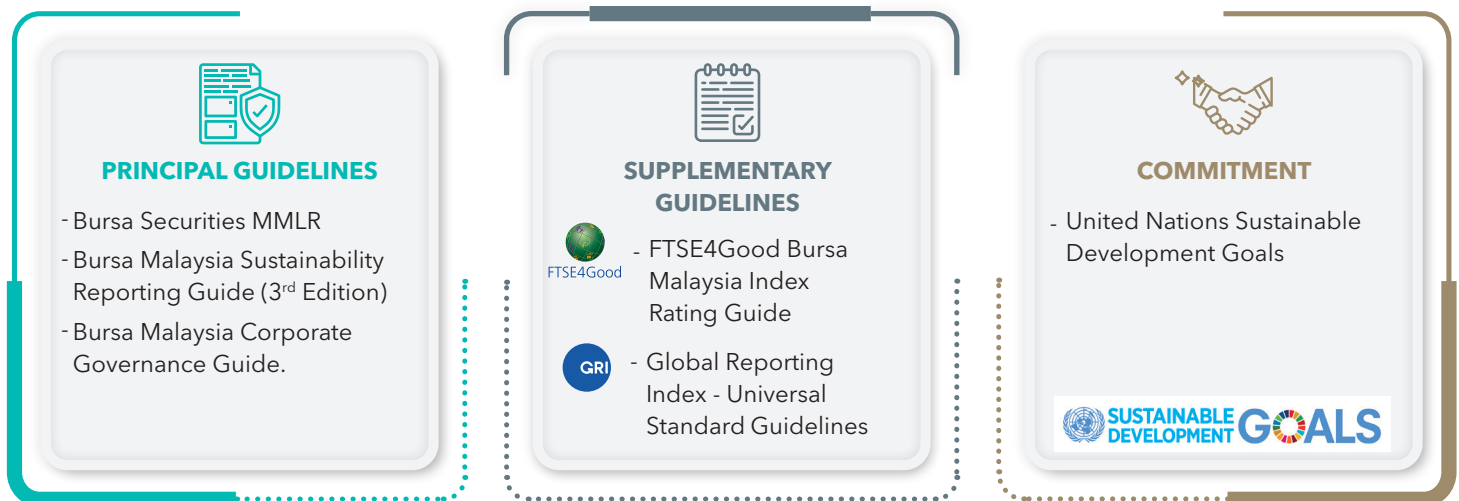 PRINCIPAL GUIDELINES
- Bursa Securities MMLR
- Bursa Malaysia Sustainability
Reporting Guide (3rd Edition)
- Bursa Malaysia Corporate
Governance Guide.
SUPPLEMENTARY
GUIDELINES
FTSE4Good
- FTSE4Good Bursa
Malaysia Index
Rating Guide
GRI
- Global Reporting
Index - Universal
Standard Guidelines
COMMITMENT
- United Nations Sustainable
Development Goals
SUSTAINABLE
DEVELOPMENT
GOALS